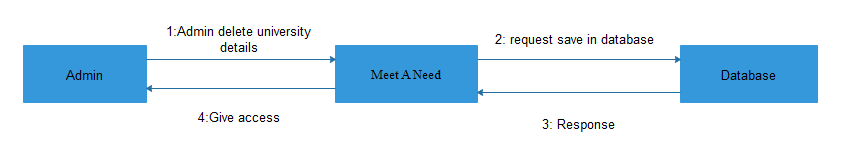 1:Admin delete university
details
2: request save in database
Admin
Meet A Need
Database
4:Give access
3: Response